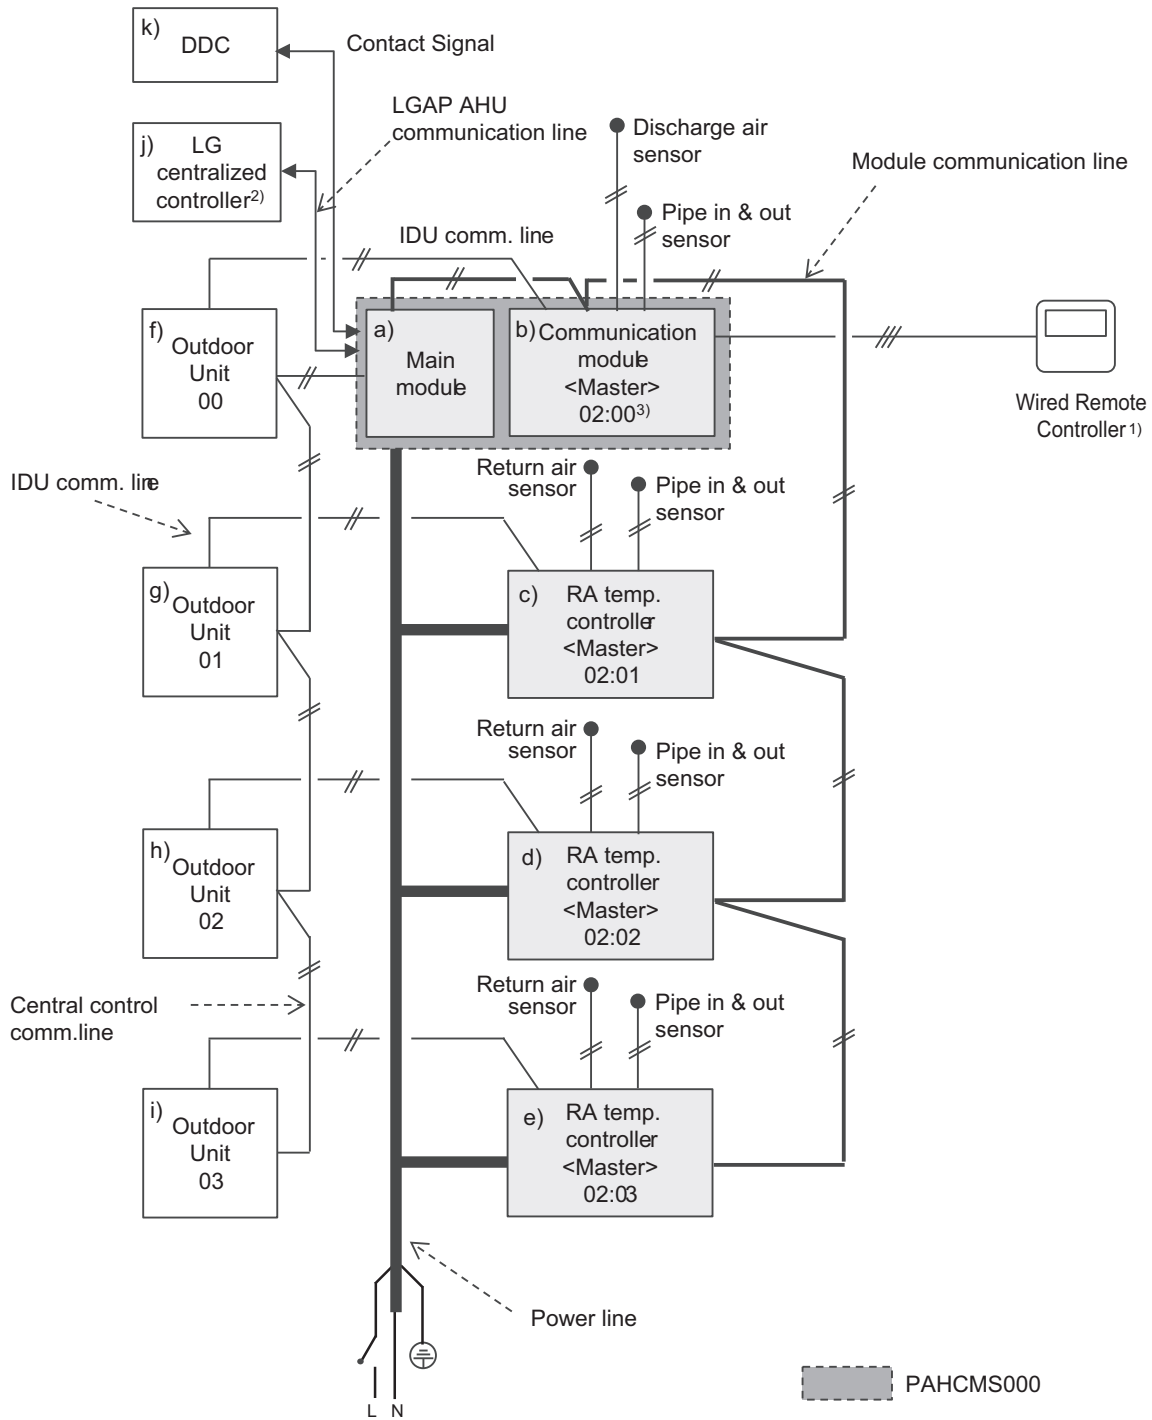 k)
DDC
Contact Signal
LGAP AHU
communication line
j) LG
centralized
controller2)
Discharge air
sensor
Module communication line
Pipe in & out
sensor
IDU comm. line
f)
Outdoor
Unit
00
a)
Main
module
b) Communication
module
<Master>
02:003)
Wired Remote
Controller 1)
IDU comm. line
Return air
sensor
Pipe in & out
sensor
g)
Outdoor
Unit
01
c) RA temp.
controller
<Master>
02:01
Return air
sensor
Pipe in & out
sensor
h)
Outdoor
Unit
02
d) RA temp.
controller
<Master>
02:02
Central control
comm.line
Return air
sensor
Pipe in & out
sensor
i)
Outdoor
Unit
03
e) RA temp.
controller
<Master>
02:03
Power line
L N
PAHCMS000